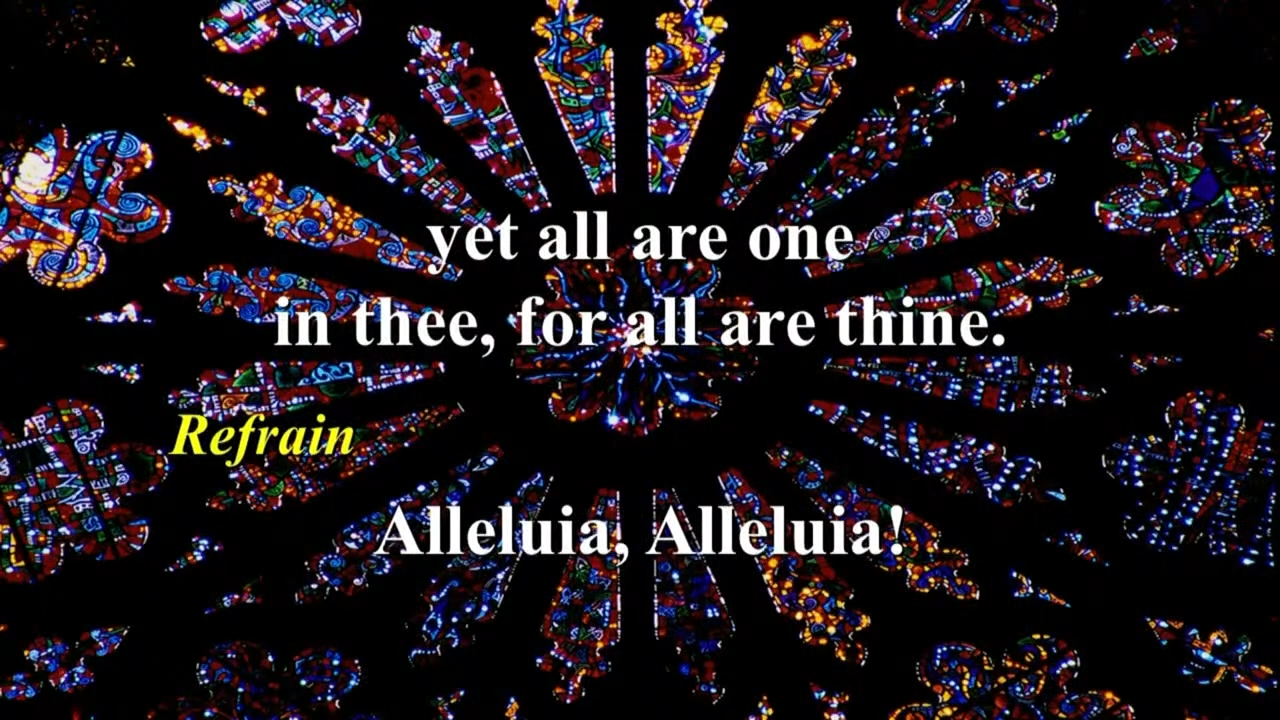 yet all are one
in thee, for all are thine.
Refrain
Alleluia, Alleluia!